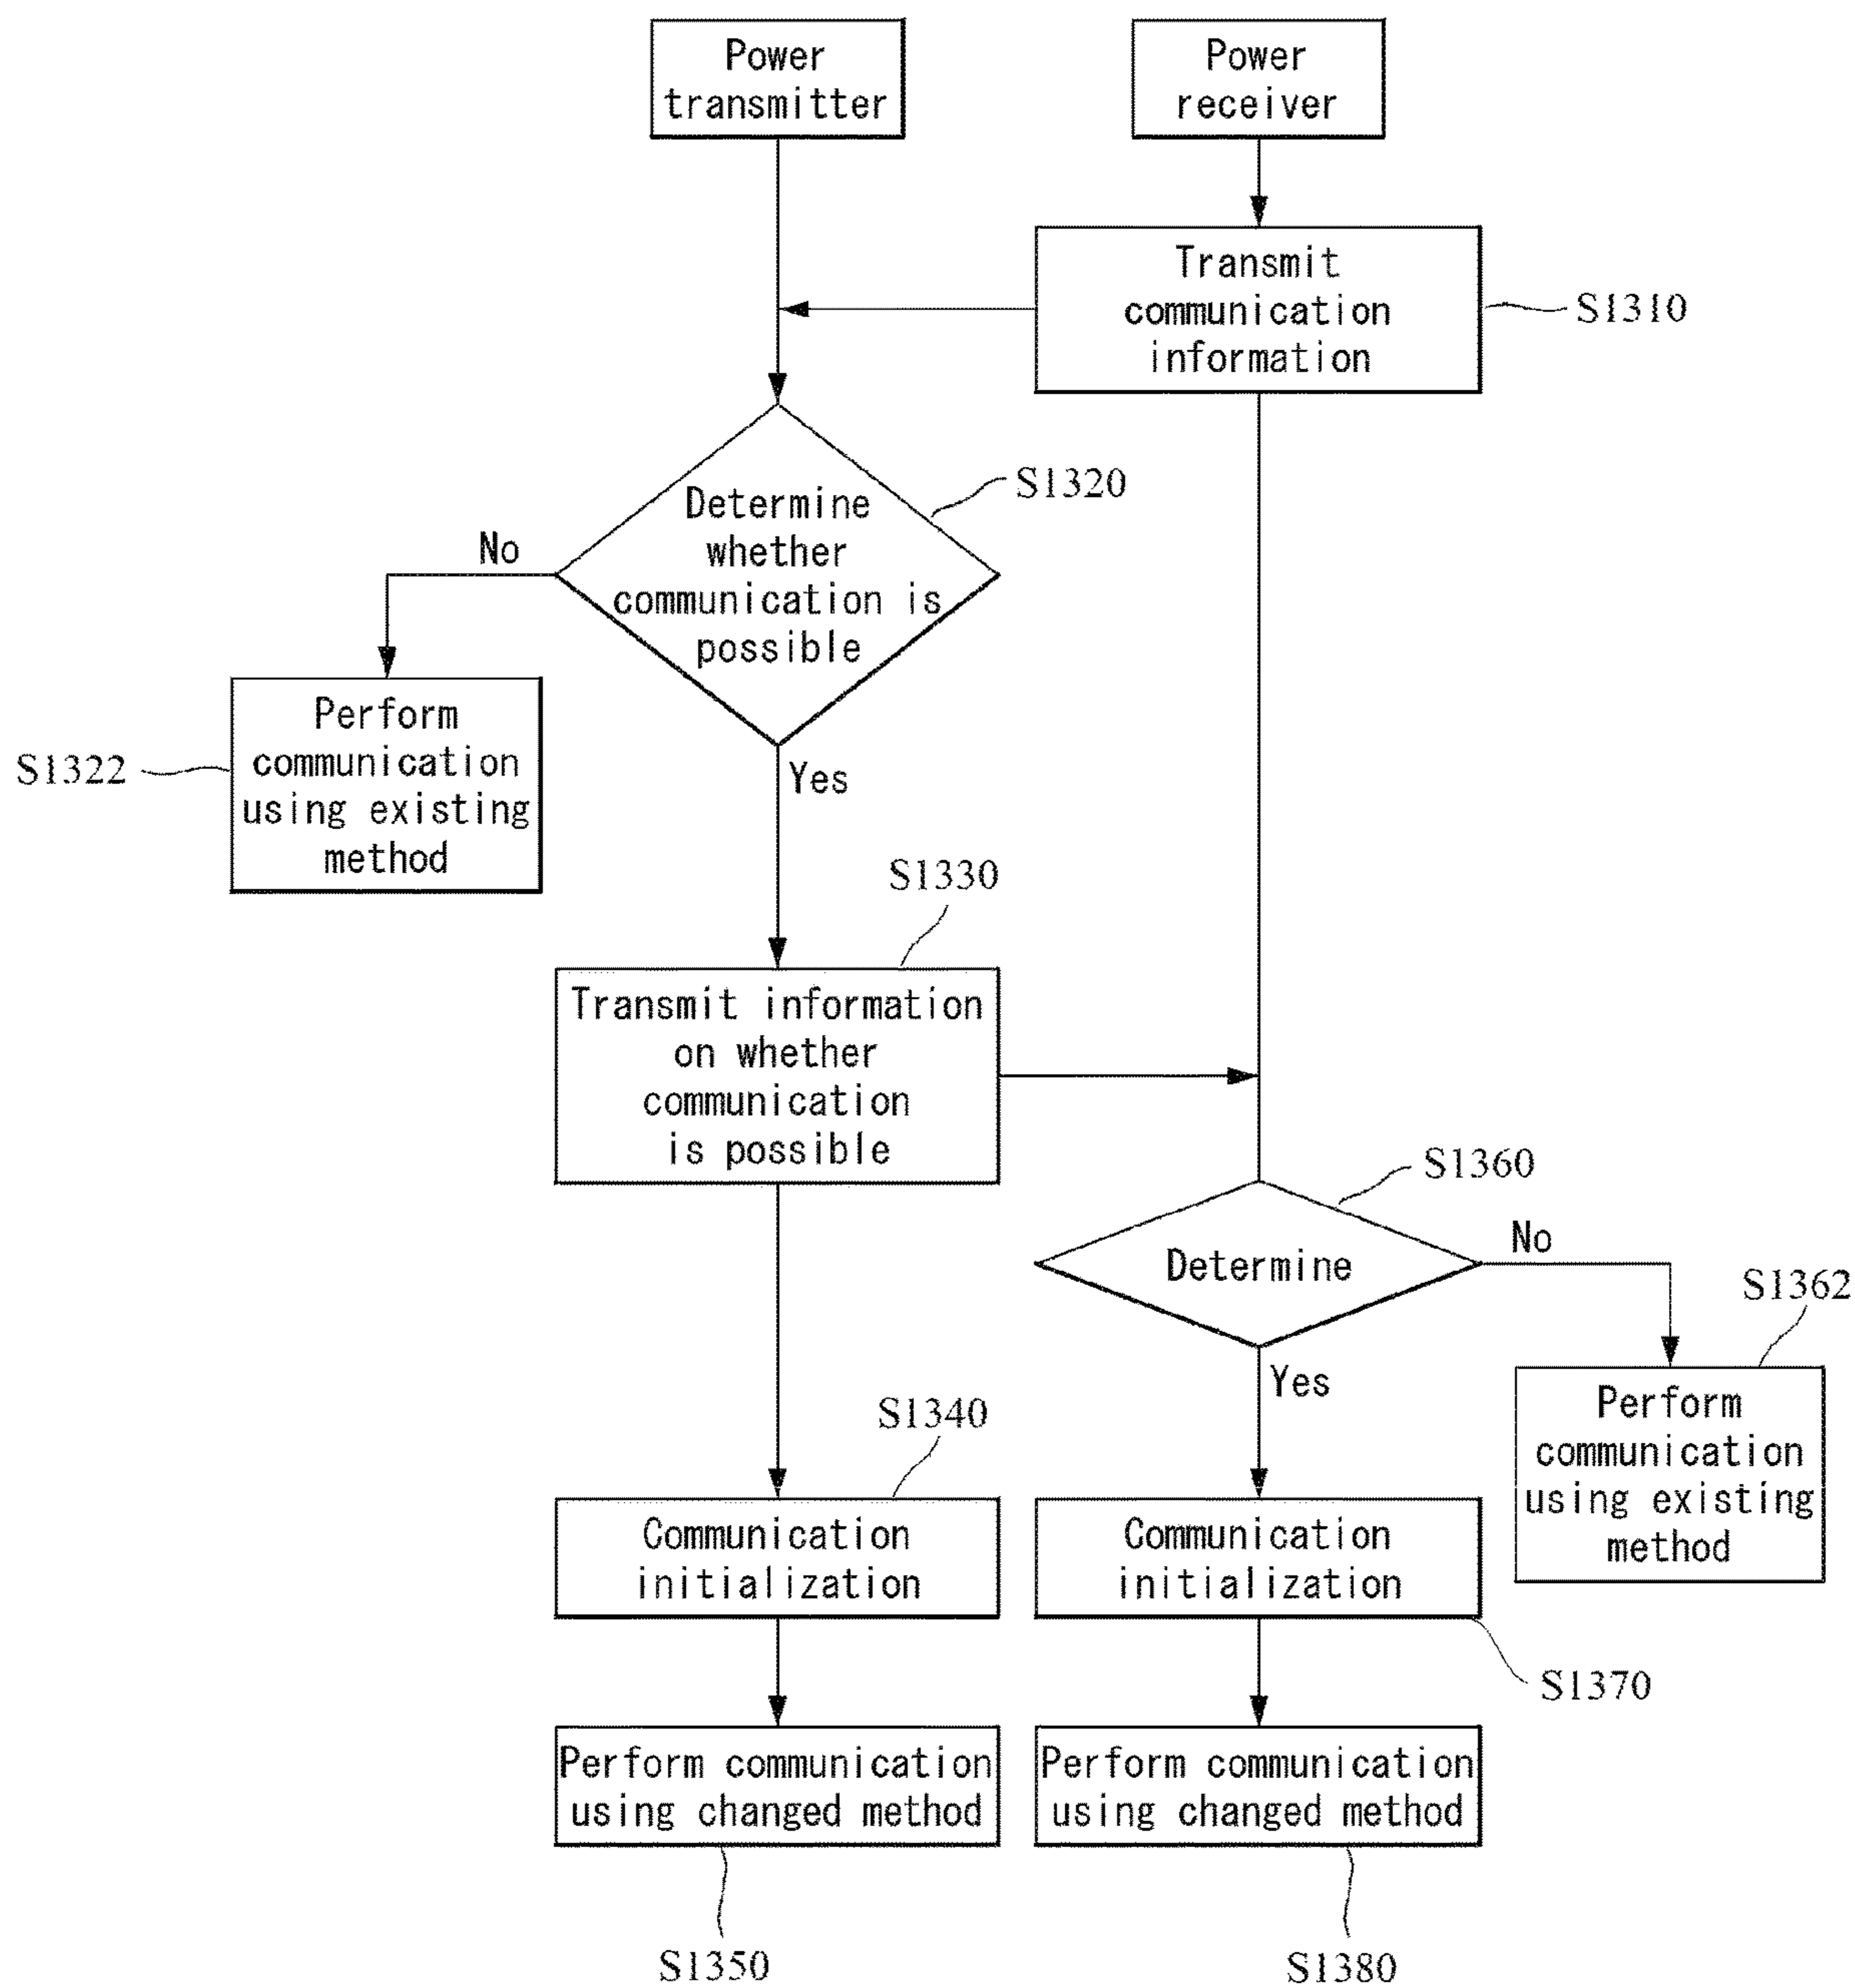 Power
transmitter
Power
receiver
Transmit
communication
information
S1310
Determine
whether
communication is
possible
S1320
No
Yes
Perform
communication
using existing
method
S1322
S1330
Transmit information
on whether
communication
is possible
S1360
Determine
No
Yes
S1362
Perform
communication
using existing
method
S1340
Communication
initialization
Communication
initialization
S1370
Perform communication
using changed method
Perform communication
using changed method
S1350
S1380